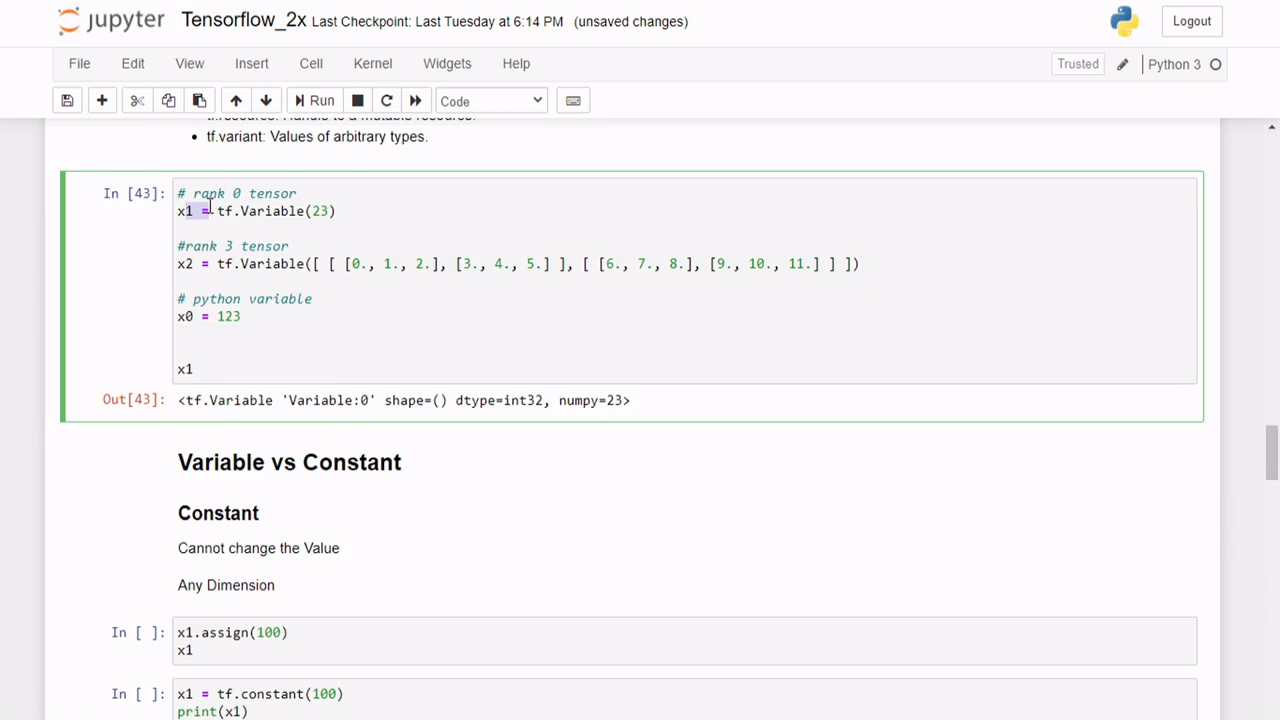 jupyter Tensorflow_2x Last Checkpoint: Last Tuesday at 6:14 PM (unsaved changes) Logout
File Edit View Insert Cell Kernel Widgets Help Trusted Python 3
Run Code
• tf.variant: Values of arbitrary types.
In [43]: # rank 0 tensor
x1 = tf.Variable(23)
#rank 3 tensor
x2 = tf.Variable([ [ [0., 1., 2.], [3., 4., 5.] ], [ [6., 7., 8.], [9., 10., 11.] ] ])
# python variable
x0 = 123
x1
Out[43]: <tf.Variable 'Variable:0' shape=() dtype=int32, numpy=23>
Variable vs Constant
Constant
Cannot change the Value
Any Dimension
In [ ]: x1.assign(100)
x1
In [ ]: x1 = tf.constant(100)
print(x1)